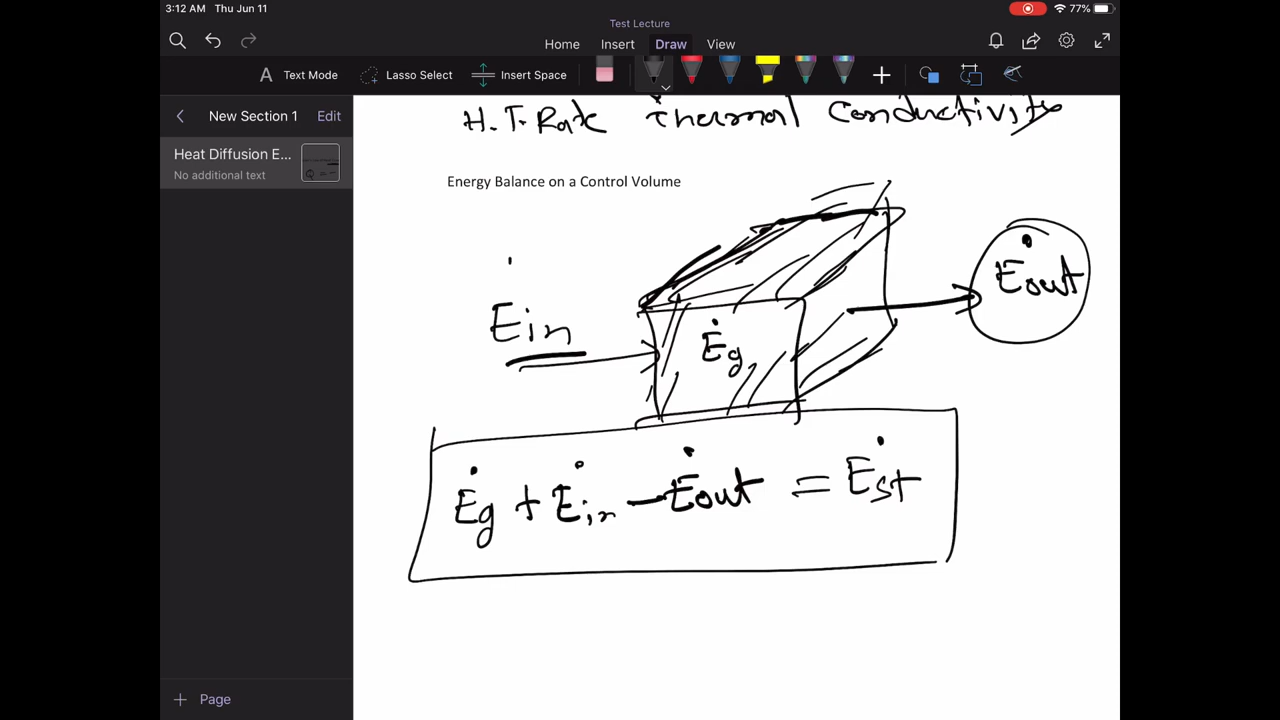 3:12 AM Thu Jun 11
77%
Test Lecture
Home Insert Draw View
A Text Mode Lasso Select Insert Space
New Section 1 Edit
Heat Diffusion E...
No additional text
H.T. Rate thermal conductivity
Energy Balance on a Control Volume
Ėin
Ėg
Ėout
Ėg + Ėin − Ėout = Ėst
+ Page